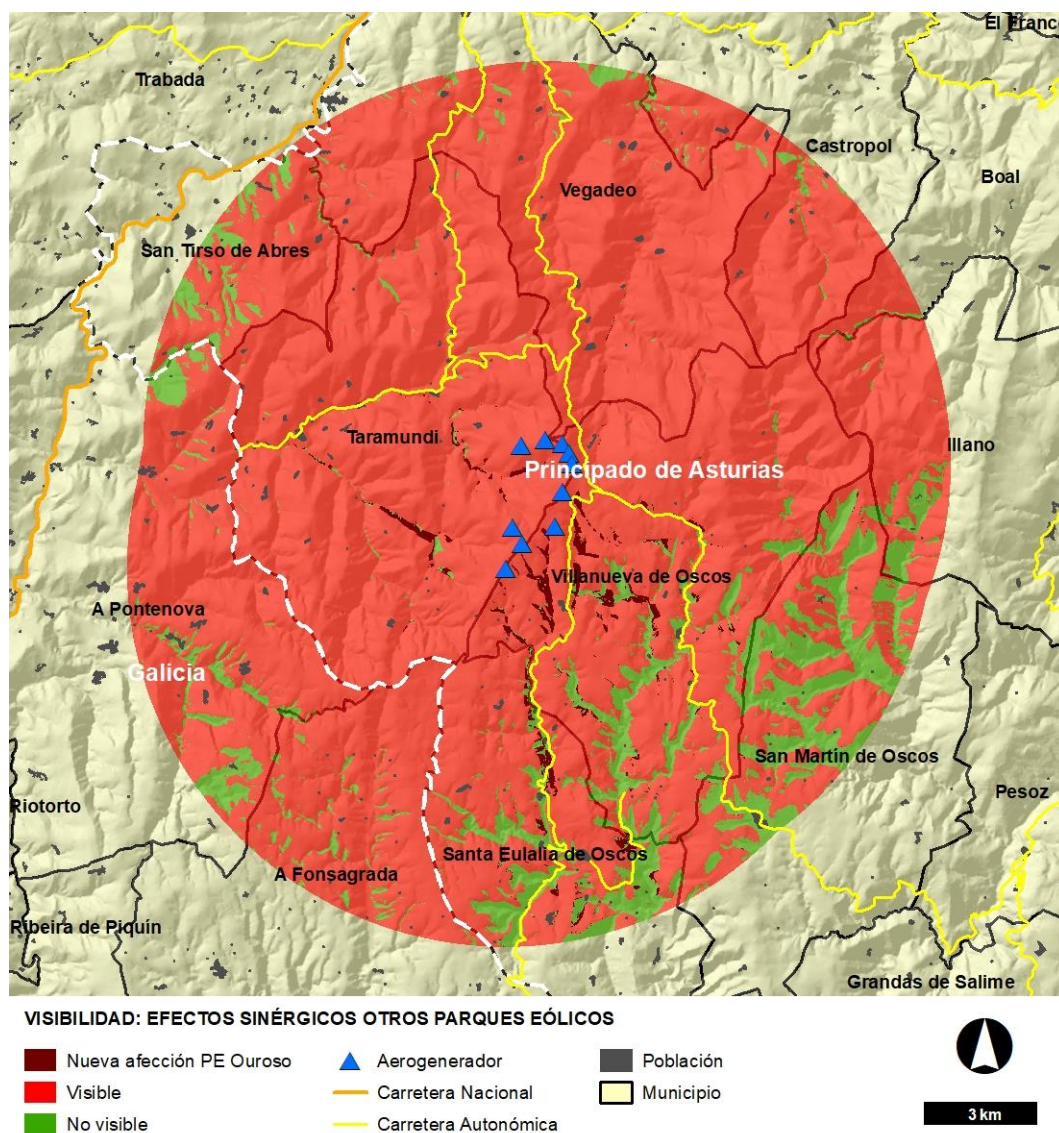 El Franc
Trabada
Castropol
Boal
Vegadeo
San Tirso de Abres
Taramundi
Illano
Principado de Asturias
Villanueva de Oscos
A Pontenova
Galicia
San Martín de Oscos
Pesoz
Riotorto
Santa Eulalia de Oscos
A Fonsagrada
Ribeira de Piquín
Grandas de Salime
VISIBILIDAD: EFECTOS SINÉRGICOS OTROS PARQUES EÓLICOS
Nueva afección PE Ouroso
Aerogenerador
Población
Visible
Carretera Nacional
Municipio
No visible
Carretera Autonómica
3 km